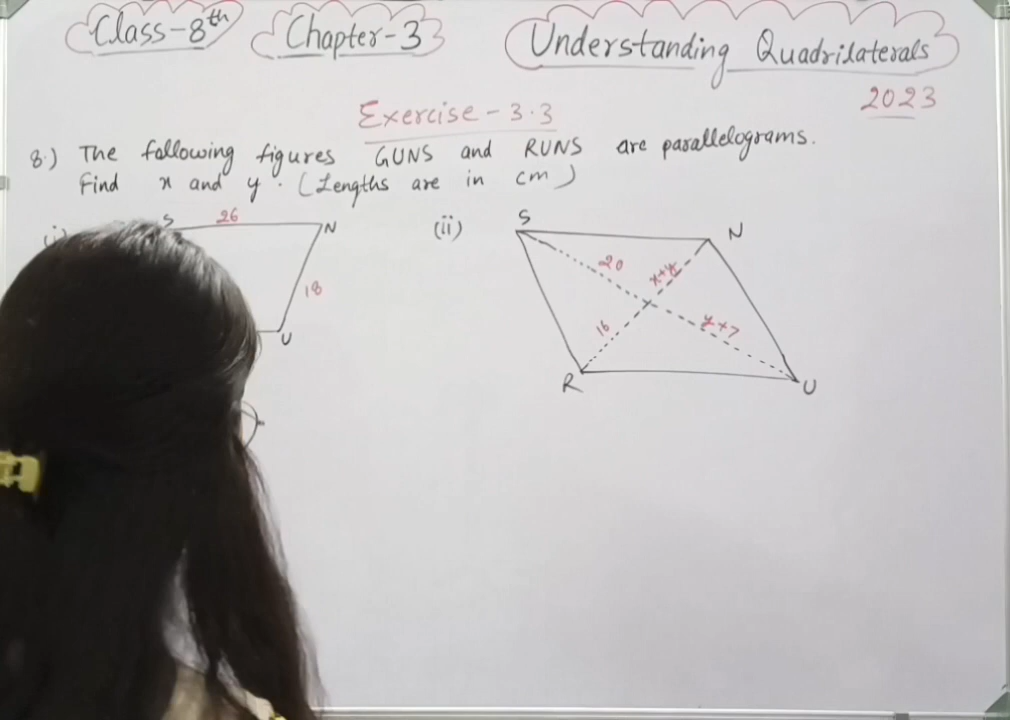 Class-8th Chapter-3 Understanding Quadrilaterals
2023
Exercise-3.3
8.) The following figures GUNS and RUNS are parallelograms.
Find x and y. (Lengths are in cm)
(i) S 26 N
18
U
(ii) S N
20 x+y
16 y+7
R U